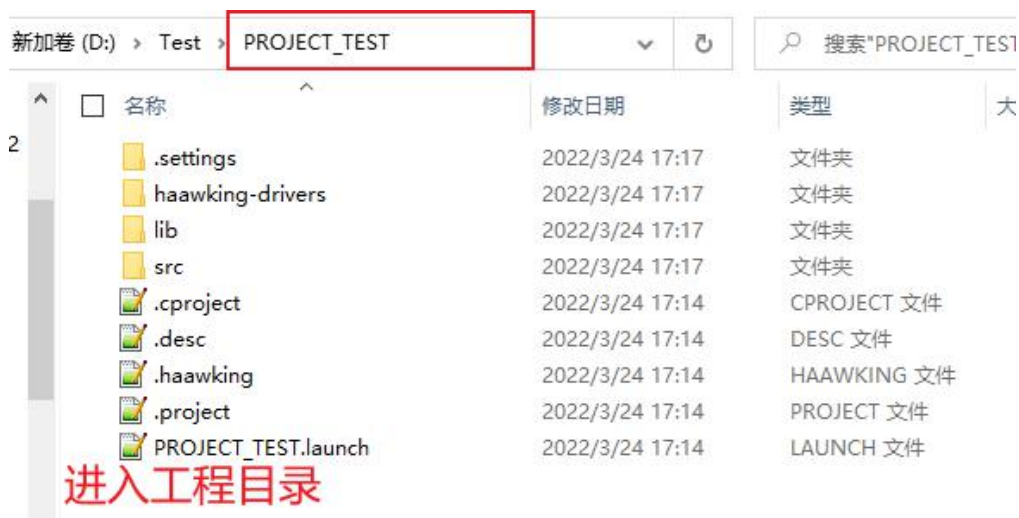 新加卷 (D:) > Test > PROJECT_TEST 搜索"PROJECT_TEST
名称 修改日期 类型 大
2
.settings 2022/3/24 17:17 文件夹
haawking-drivers 2022/3/24 17:17 文件夹
lib 2022/3/24 17:17 文件夹
src 2022/3/24 17:17 文件夹
.cproject 2022/3/24 17:14 CPROJECT 文件
.desc 2022/3/24 17:14 DESC 文件
.haawking 2022/3/24 17:14 HAAWKING 文件
.project 2022/3/24 17:14 PROJECT 文件
PROJECT_TEST.launch 2022/3/24 17:14 LAUNCH 文件
进入工程目录